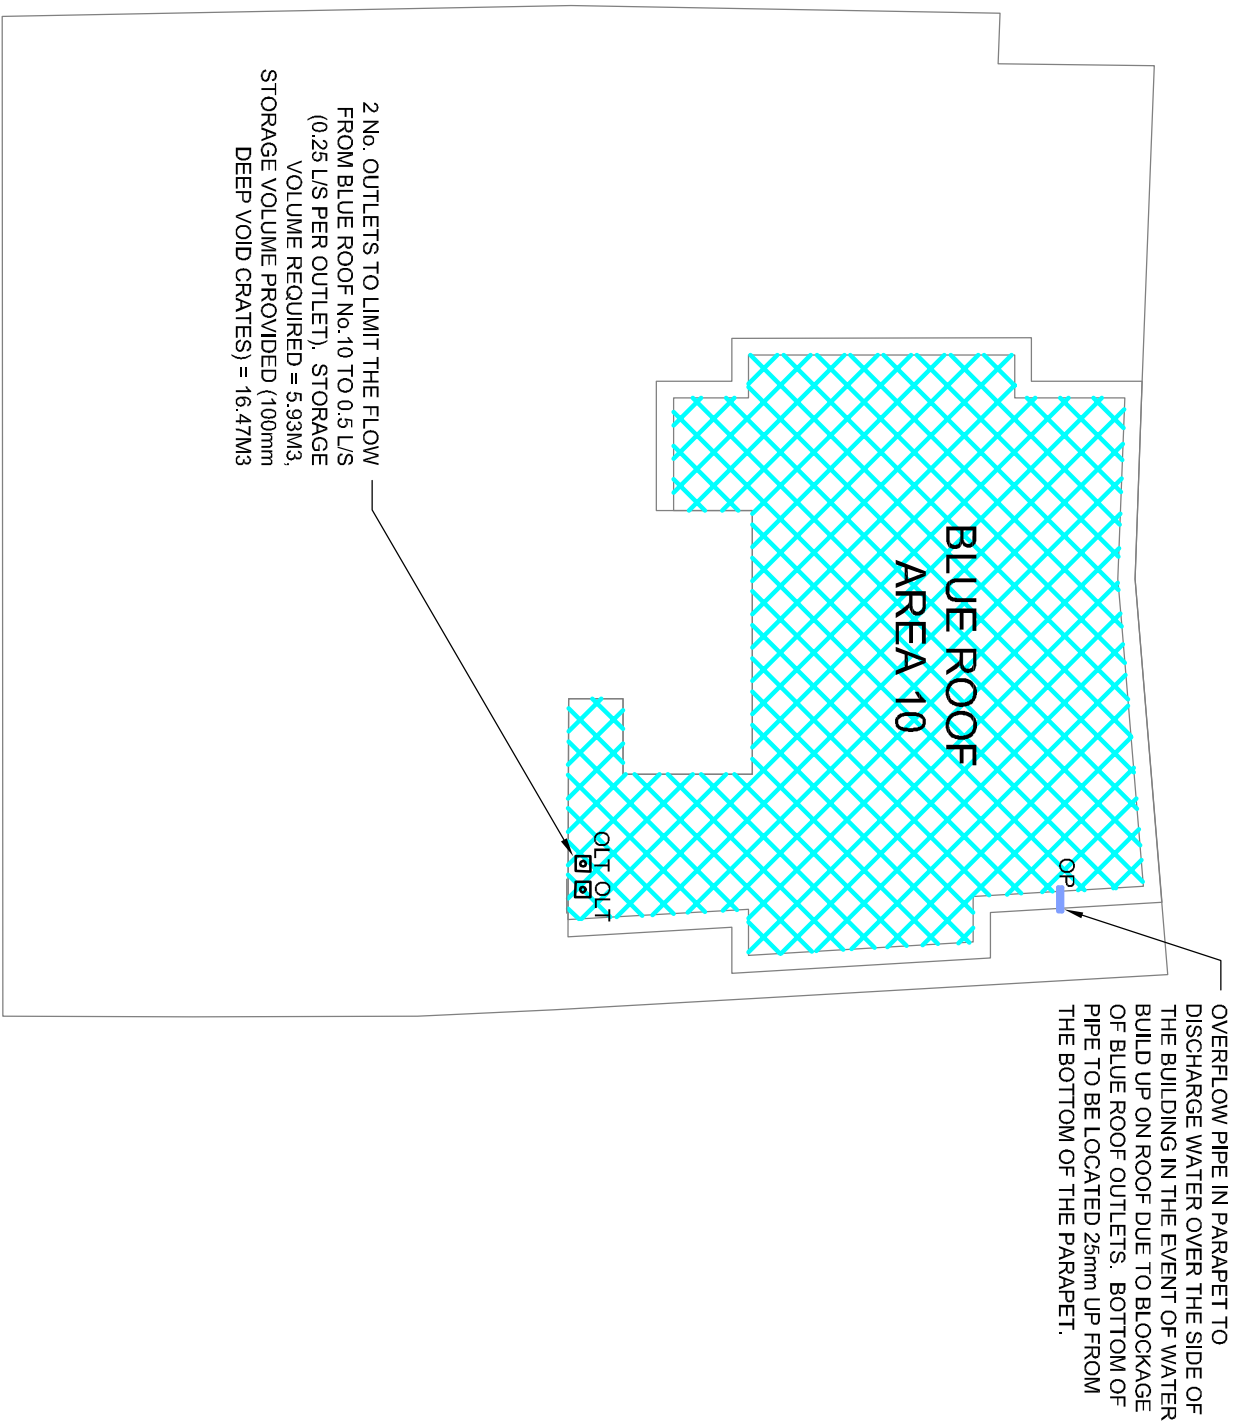 OVERFLOW PIPE IN PARAPET TO
DISCHARGE WATER OVER THE SIDE OF
THE BUILDING IN THE EVENT OF WATER
BUILD UP ON ROOF DUE TO BLOCKAGE
OF BLUE ROOF OUTLETS. BOTTOM OF
PIPE TO BE LOCATED 25mm UP FROM
THE BOTTOM OF THE PARAPET.
OP
BLUE ROOF
AREA 10
OLT OLT
2 No. OUTLETS TO LIMIT THE FLOW
FROM BLUE ROOF No.10 TO 0.5 L/S
(0.25 L/S PER OUTLET). STORAGE
VOLUME REQUIRED = 5.93M3,
STORAGE VOLUME PROVIDED (100mm
DEEP VOID CRATES) = 16.47M3